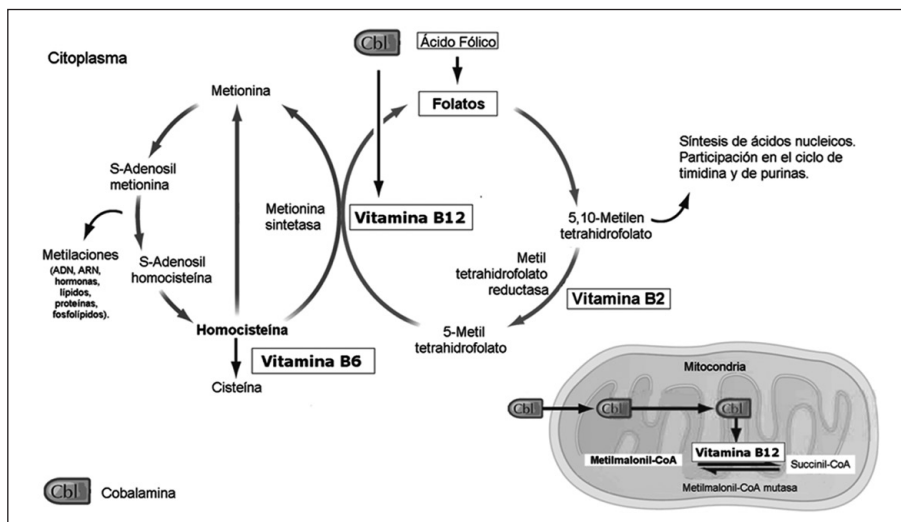 Citoplasma
Cbl
Ácido Fólico
Folatos
Metionina
S-Adenosil
metionina
Metilaciones
(ADN, ARN,
hormonas,
lípidos,
proteínas,
fosfolípidos).
S-Adenosil
homocisteína
Homocisteína
Vitamina B6
Cisteína
Metionina
sintetasa
Vitamina B12
5,10-Metilen
tetrahidrofolato
Síntesis de ácidos nucleicos.
Participación en el ciclo de
timidina y de purinas.
Metil
tetrahidrofolato
reductasa
Vitamina B2
5-Metil
tetrahidrofolato
Mitocondria
Cbl
Cbl
Cbl
Vitamina B12
Metilmalonil-CoA
Succinil-CoA
Metilmalonil-CoA mutasa
Cbl
Cobalamina